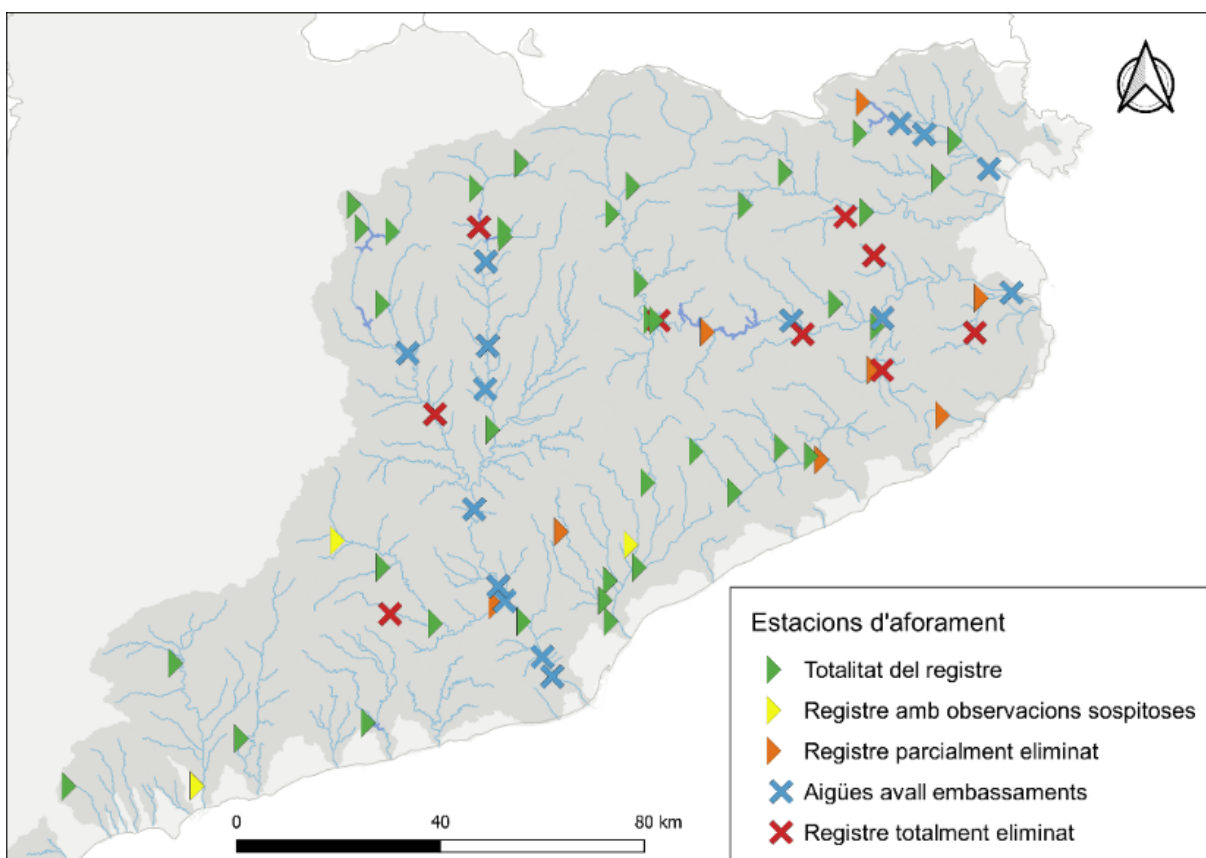 0
40
80 km
Estacions d'aforament
Totalitat del registre
Registre amb observacions sospitoses
Registre parcialment eliminat
Aigües avall embassaments
Registre totalment eliminat